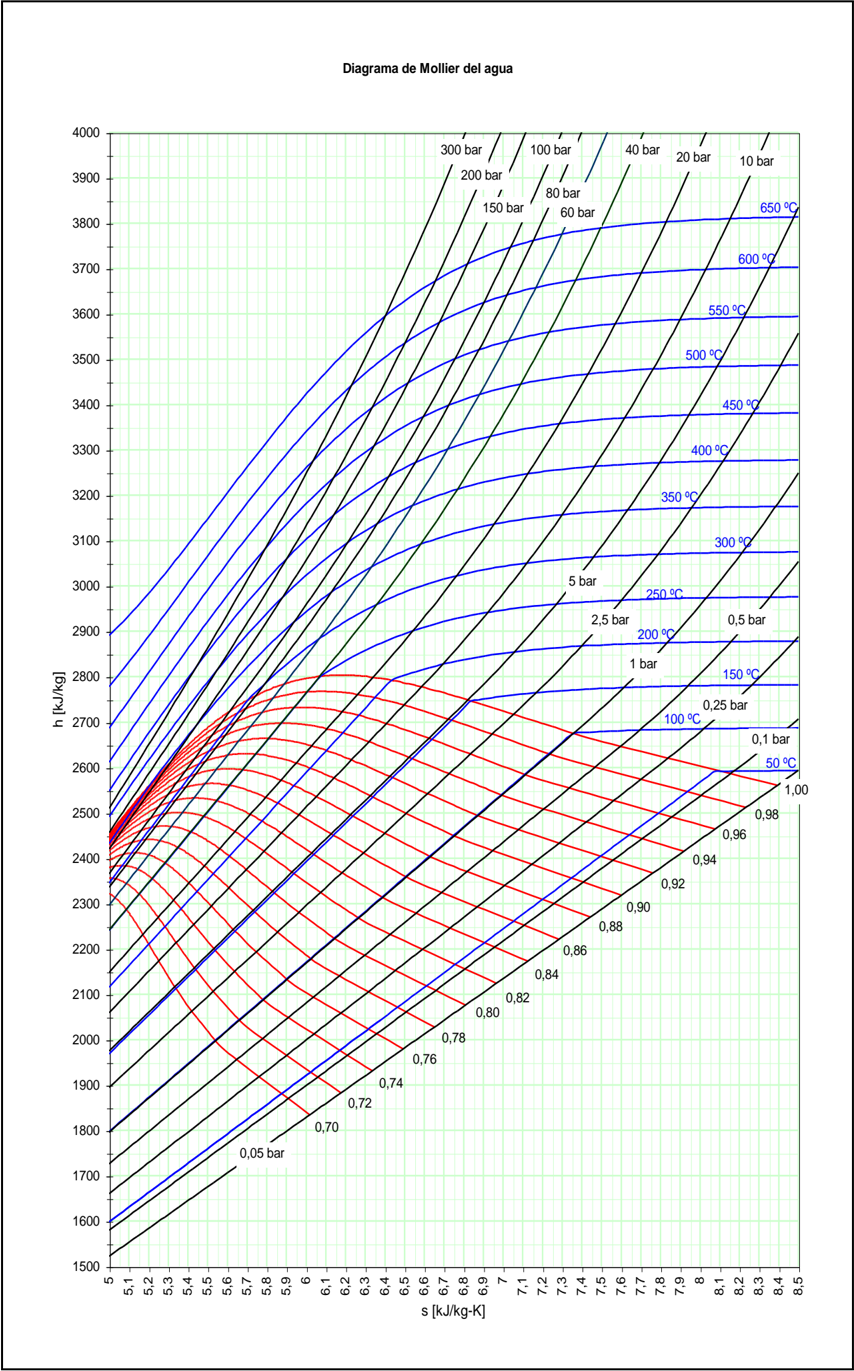 Diagrama de Mollier del agua
4000
3900
3800
3700
3600
3500
3400
3300
3200
3100
3000
2900
2800
2700
2600
2500
2400
2300
2200
2100
2000
1900
1800
1700
1600
1500
h [kJ/kg]
300 bar
200 bar
150 bar
100 bar
80 bar
60 bar
40 bar
20 bar
10 bar
650 ºC
600 ºC
550 ºC
500 ºC
450 ºC
400 ºC
350 ºC
300 ºC
5 bar
250 ºC
2,5 bar
0,5 bar
200 ºC
1 bar
150 ºC
0,25 bar
100 ºC
0,1 bar
50 ºC
1,00
0,98
0,96
0,94
0,92
0,90
0,88
0,86
0,84
0,82
0,80
0,78
0,76
0,74
0,72
0,70
0,05 bar
5
5,1
5,2
5,3
5,4
5,5
5,6
5,7
5,8
5,9
6
6,1
6,2
6,3
6,4
6,5
6,6
6,7
6,8
6,9
7
7,1
7,2
7,3
7,4
7,5
7,6
7,7
7,8
7,9
8
8,1
8,2
8,3
8,4
8,5
s [kJ/kg-K]